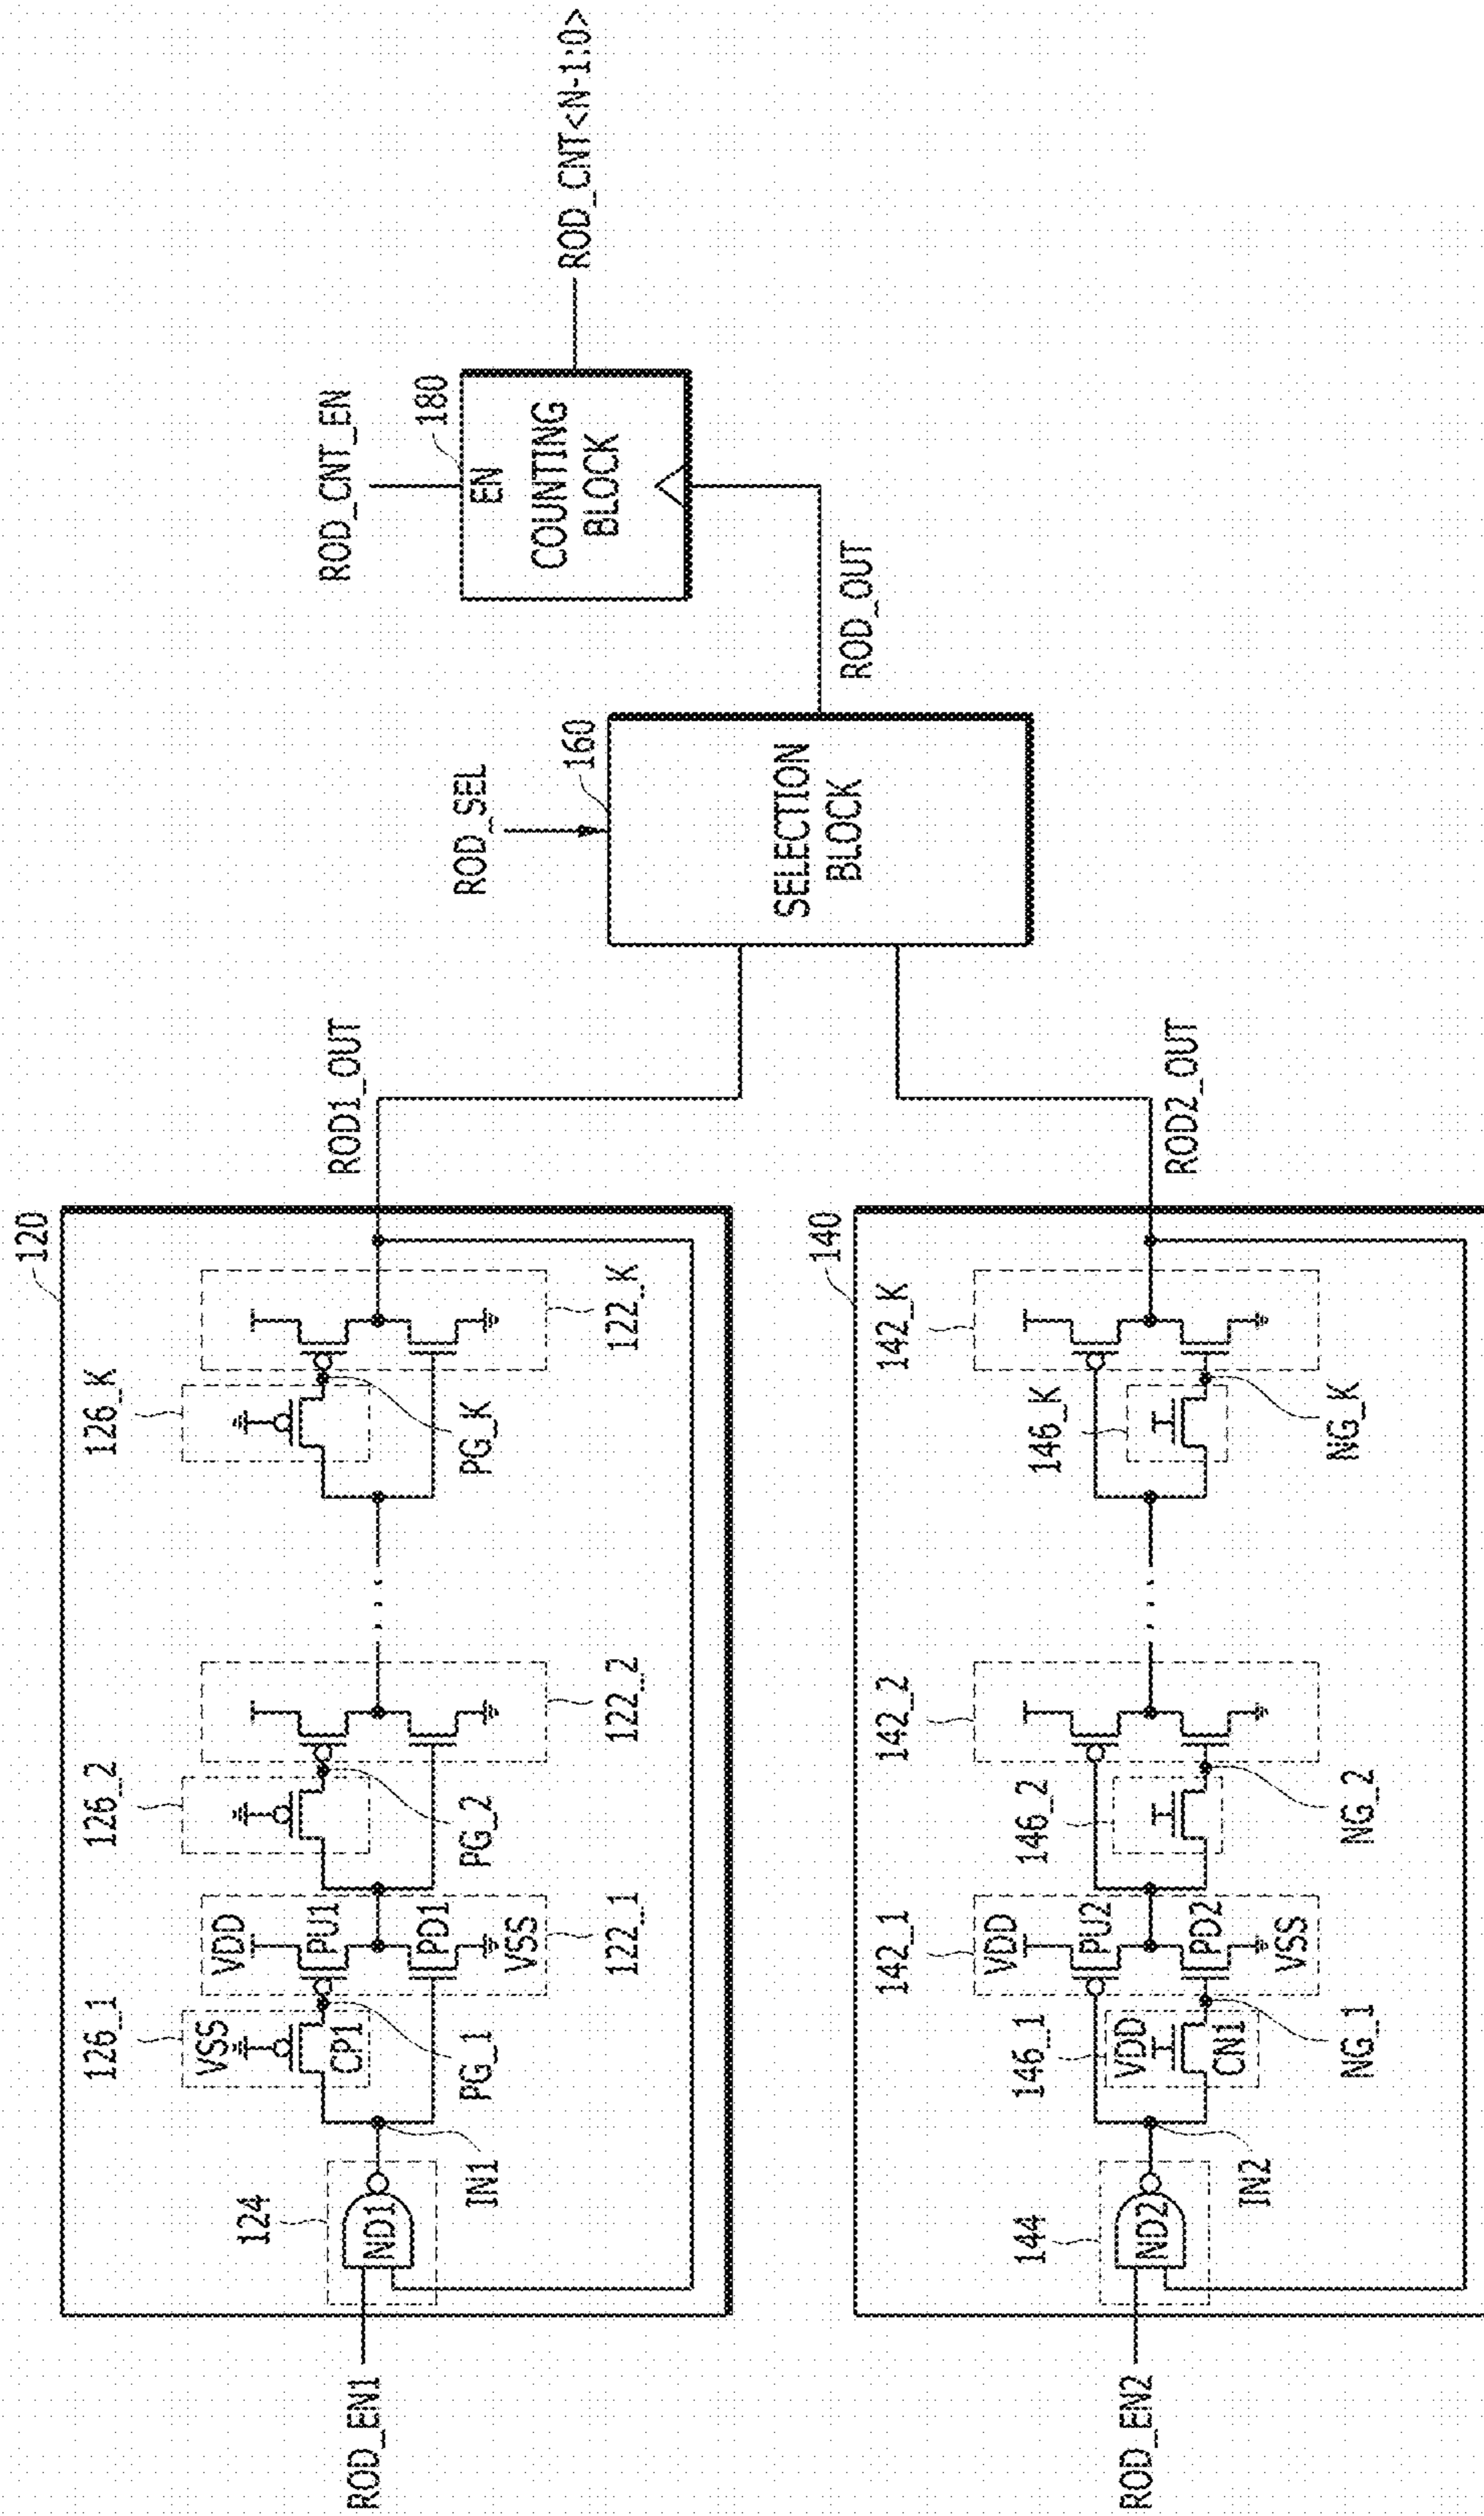 120
126_1
126_2
126_K
VSS
CP1
VDD
PU1
PD1
VSS
124
ND1
ROD_EN1
IN1
PG_1
PG_2
PG_K
122_1
122_2
122_K
ROD1_OUT
ROD_SEL
160
SELECTION
BLOCK
ROD_OUT
ROD_CNT_EN
180
EN
COUNTING
BLOCK
ROD_CNT<N-1:0>
140
142_1
142_2
142_K
146_1
146_2
146_K
VDD
PU2
PD2
VSS
VDD
CN1
144
ND2
ROD_EN2
IN2
NG_1
NG_2
NG_K
ROD2_OUT